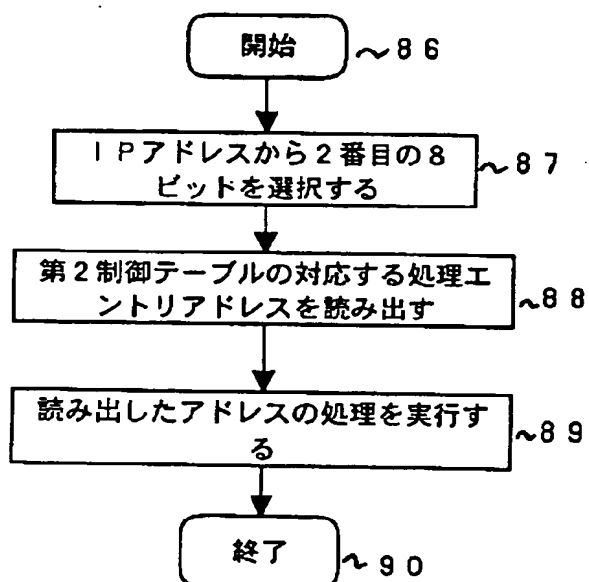 開始
～86
IPアドレスから2番目の8
ビットを選択する
～87
第2制御テーブルの対応する処理エ
ントリアドレスを読み出す
～88
読み出したアドレスの処理を実行す
る
～89
終了
～90